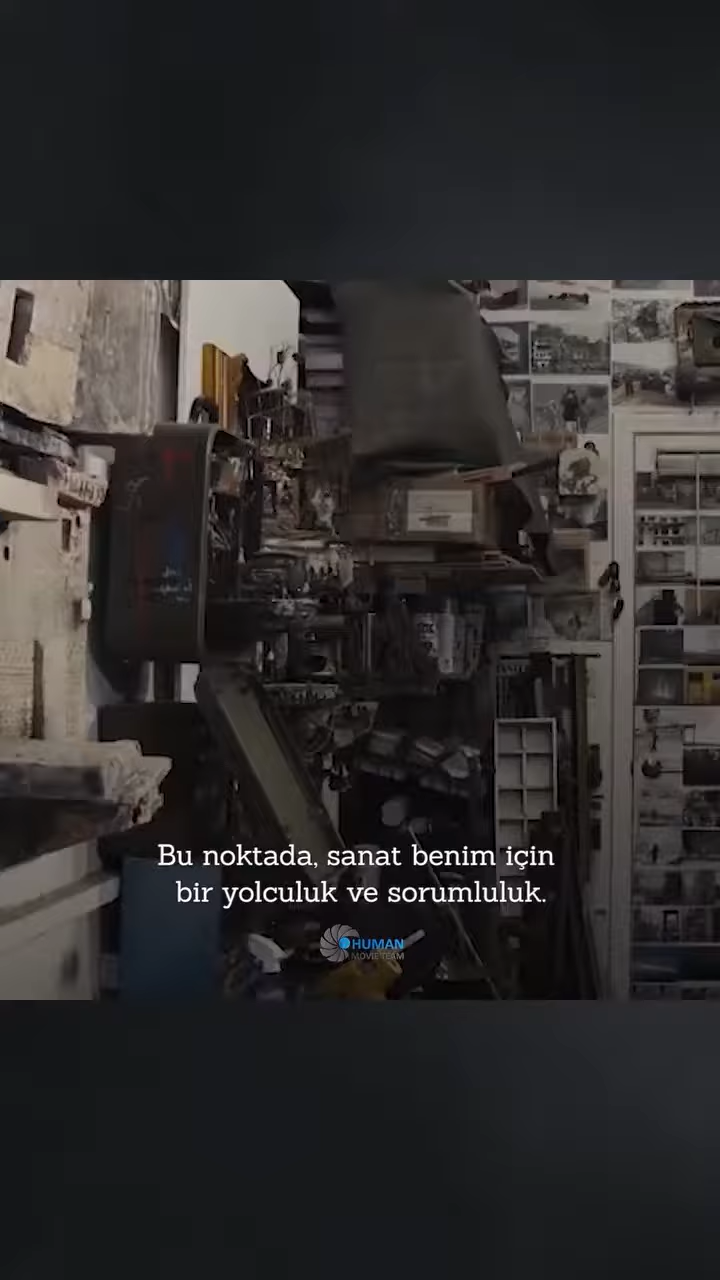 Bu noktada, sanat benim için
bir yolculuk ve sorumluluk.
HUMAN
MOVIE TEAM